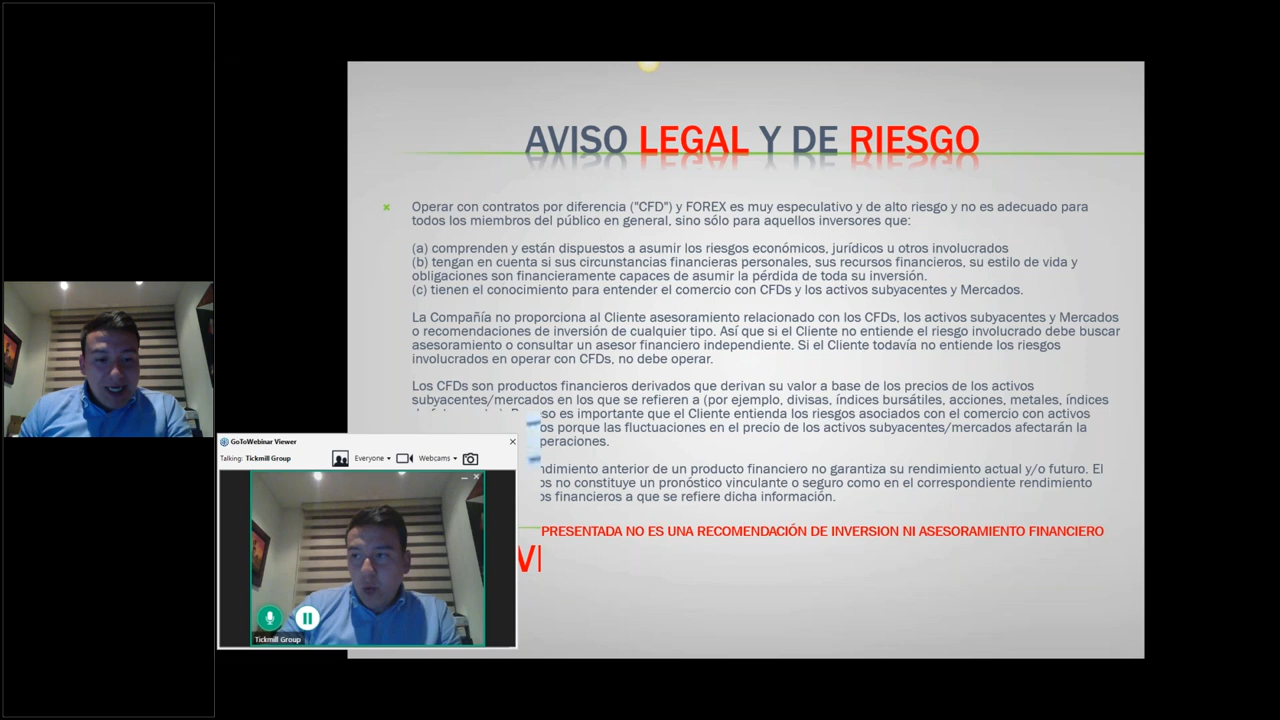 AVISO LEGAL Y DE RIESGO
Operar con contratos por diferencia ("CFD") y FOREX es muy especulativo y de alto riesgo y no es adecuado para
todos los miembros del público en general, sino sólo para aquellos inversores que:
(a) comprenden y están dispuestos a asumir los riesgos económicos, jurídicos u otros involucrados
(b) tengan en cuenta si sus circunstancias financieras personales, sus recursos financieros, su estilo de vida y
obligaciones son financieramente capaces de asumir la pérdida de toda su inversión.
(c) tienen el conocimiento para entender el comercio con CFDs y los activos subyacentes y Mercados.
La Compañía no proporciona al Cliente asesoramiento relacionado con los CFDs, los activos subyacentes y Mercados
o recomendaciones de inversión de cualquier tipo. Así que si el Cliente no entiende el riesgo involucrado debe buscar
asesoramiento o consultar un asesor financiero independiente. Si el Cliente todavía no entiende los riesgos
involucrados en operar con CFDs, no debe operar.
Los CFDs son productos financieros derivados que derivan su valor a base de los precios de los activos
subyacentes/mercados en los que se refieren a (por ejemplo, divisas, índices bursátiles, acciones, metales, índices
so es importante que el Cliente entienda los riesgos asociados con el comercio con activos
os porque las fluctuaciones en el precio de los activos subyacentes/mercados afectarán la
peraciones.
ndimiento anterior de un producto financiero no garantiza su rendimiento actual y/o futuro. El
os no constituye un pronóstico vinculante o seguro como en el correspondiente rendimiento
os financieros a que se refiere dicha información.
PRESENTADA NO ES UNA RECOMENDACIÓN DE INVERSION NI ASESORAMIENTO FINANCIERO
GoToWebinar Viewer
Talking: Tickmill Group
Everyone
Webcams
Tickmill Group